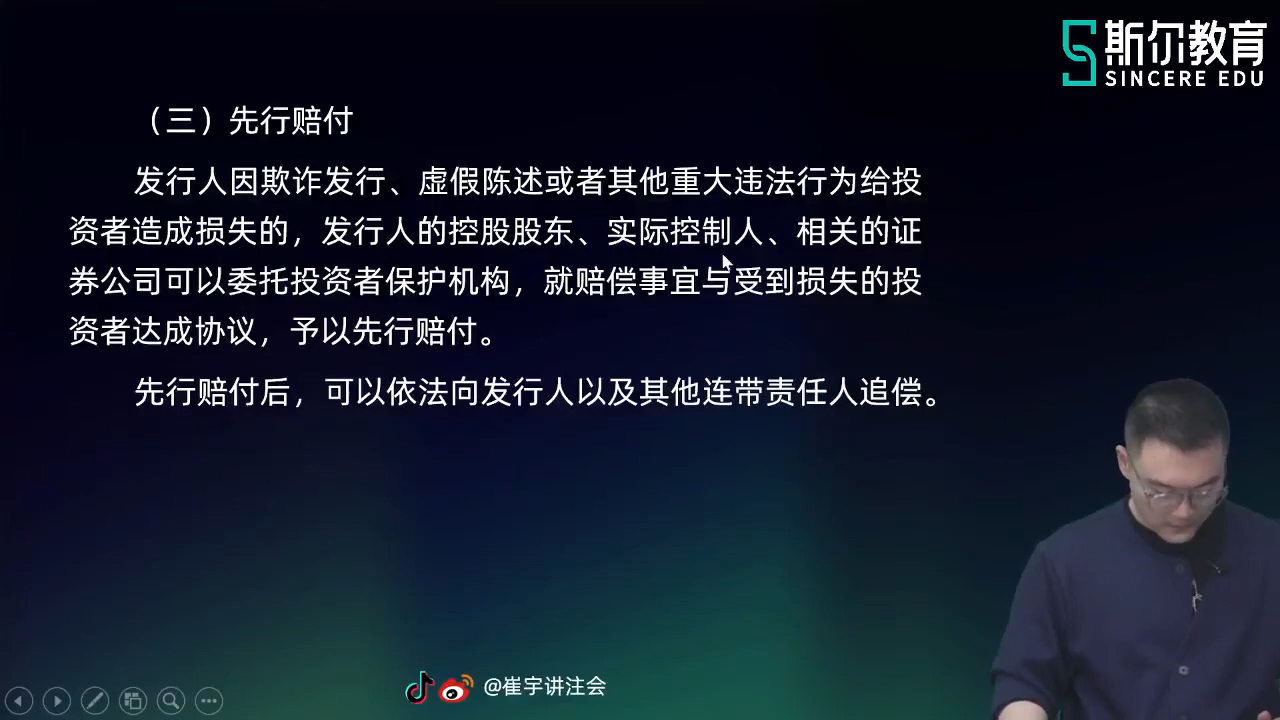 斯尔教育
SINCERE EDU
（三）先行赔付
发行人因欺诈发行、虚假陈述或者其他重大违法行为给投
资者造成损失的，发行人的控股股东、实际控制人、相关的证
券公司可以委托投资者保护机构，就赔偿事宜与受到损失的投
资者达成协议，予以先行赔付。
先行赔付后，可以依法向发行人以及其他连带责任人追偿。
@崔宇讲注会